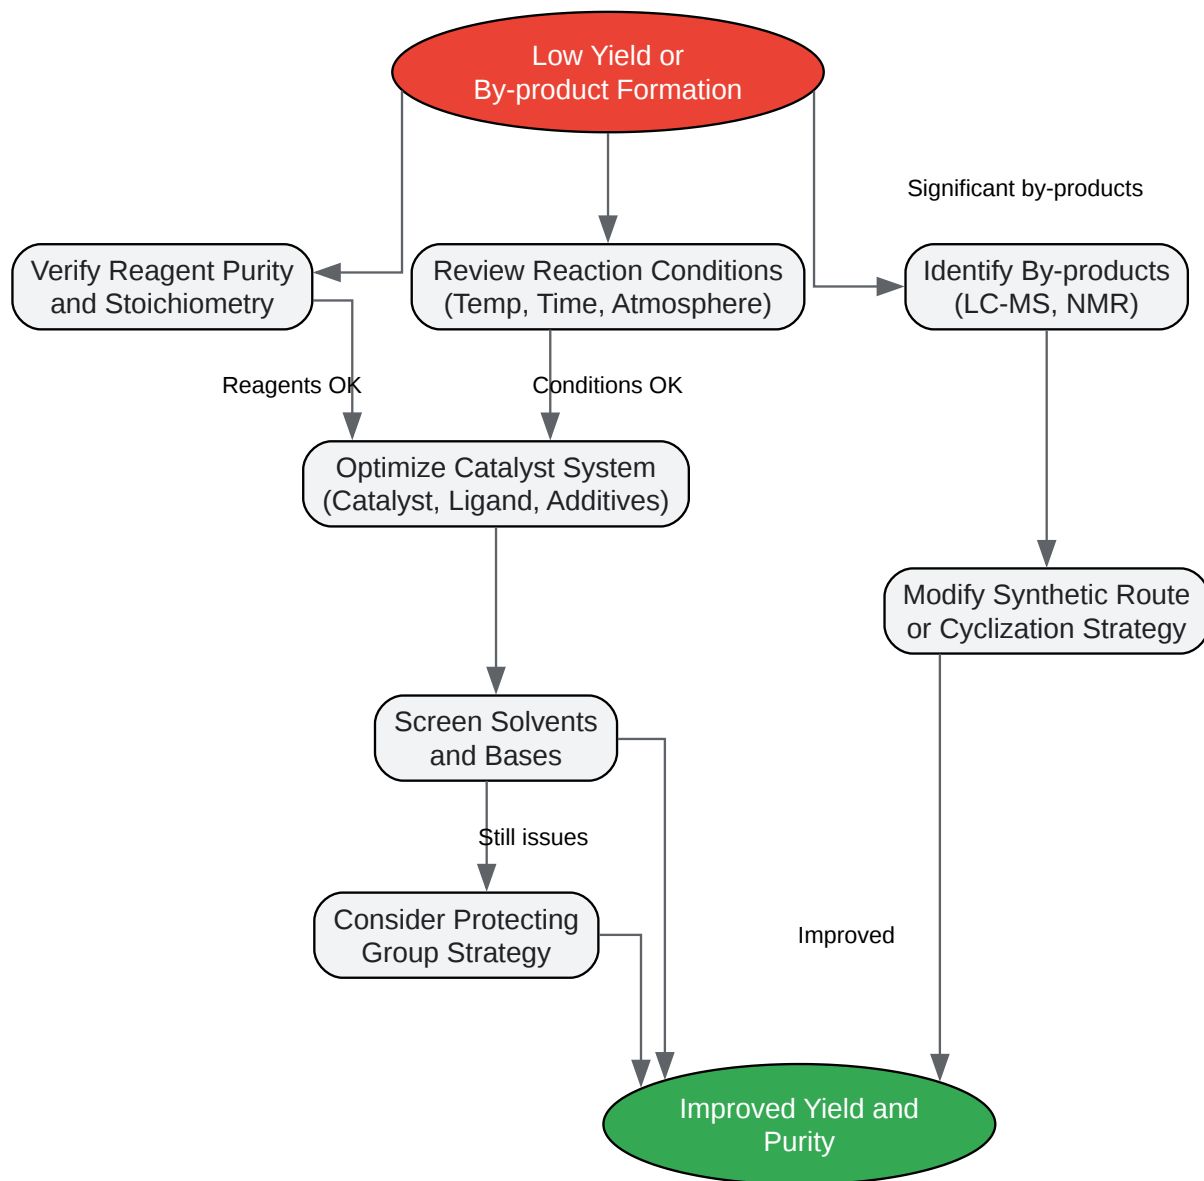 Low Yield or
By-product Formation
Significant by-products
Verify Reagent Purity
and Stoichiometry
Review Reaction Conditions
(Temp, Time, Atmosphere)
Identify By-products
(LC-MS, NMR)
Reagents OK
Conditions OK
Optimize Catalyst System
(Catalyst, Ligand, Additives)
Modify Synthetic Route
or Cyclization Strategy
Screen Solvents
and Bases
Still issues
Consider Protecting
Group Strategy
Improved
Improved Yield and
Purity